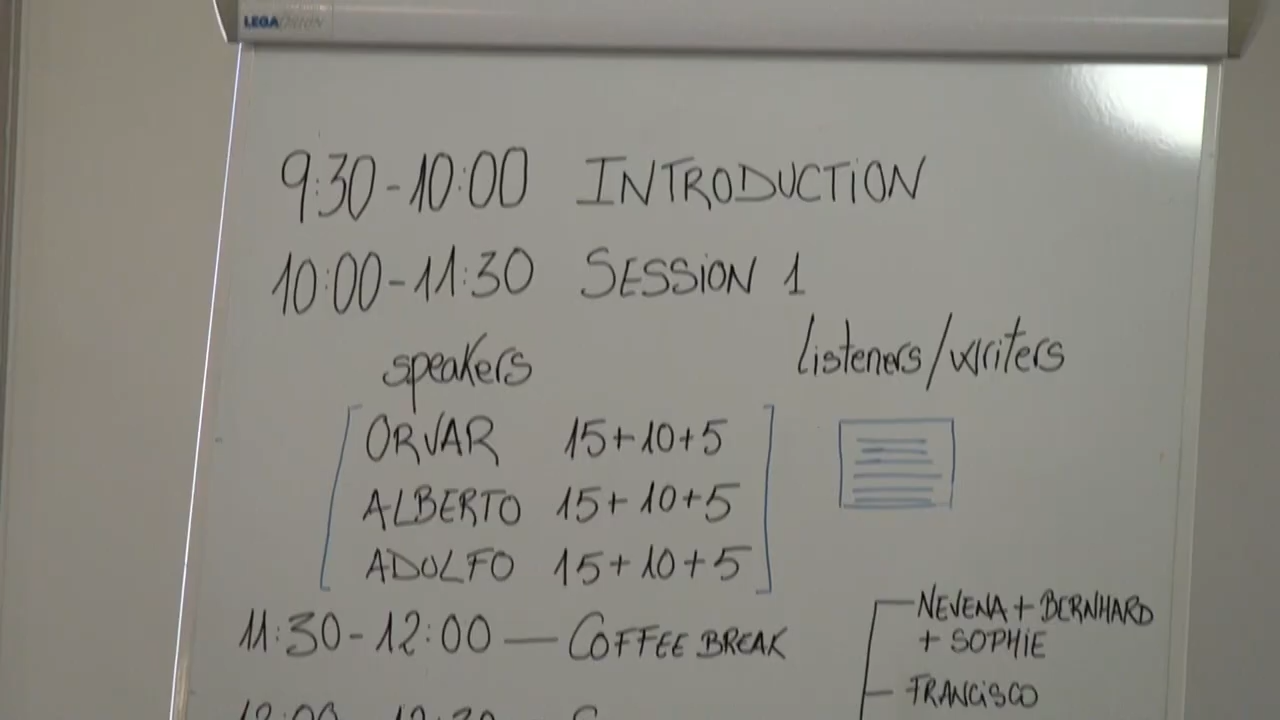 LEGA
9:30-10:00 INTRODUCTION
10:00-11:30 SESSION 1
speakers listeners/writers
ORVAR 15+10+5
ALBERTO 15+10+5
ADOLFO 15+10+5
11:30-12:00 — COFFEE BREAK
NEVENA + BERNHARD
+ SOPHIE
FRANCISCO